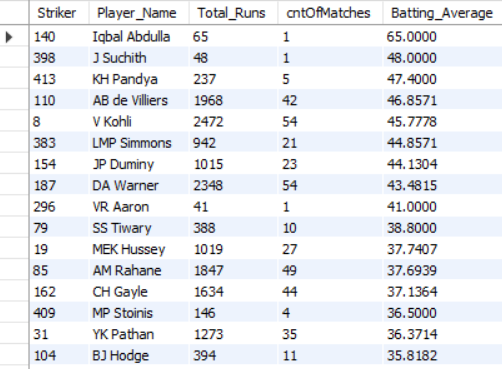 Striker Player_Name Total_Runs cntOfMatches Batting_Average
140 Iqbal Abdulla 65 1 65.0000
398 J Suchith 48 1 48.0000
413 KH Pandya 237 5 47.4000
110 AB de Villiers 1968 42 46.8571
8 V Kohli 2472 54 45.7778
383 LMP Simmons 942 21 44.8571
154 JP Duminy 1015 23 44.1304
187 DA Warner 2348 54 43.4815
296 VR Aaron 41 1 41.0000
79 SS Tiwary 388 10 38.8000
19 MEK Hussey 1019 27 37.7407
85 AM Rahane 1847 49 37.6939
162 CH Gayle 1634 44 37.1364
409 MP Stoinis 146 4 36.5000
31 YK Pathan 1273 35 36.3714
104 BJ Hodge 394 11 35.8182